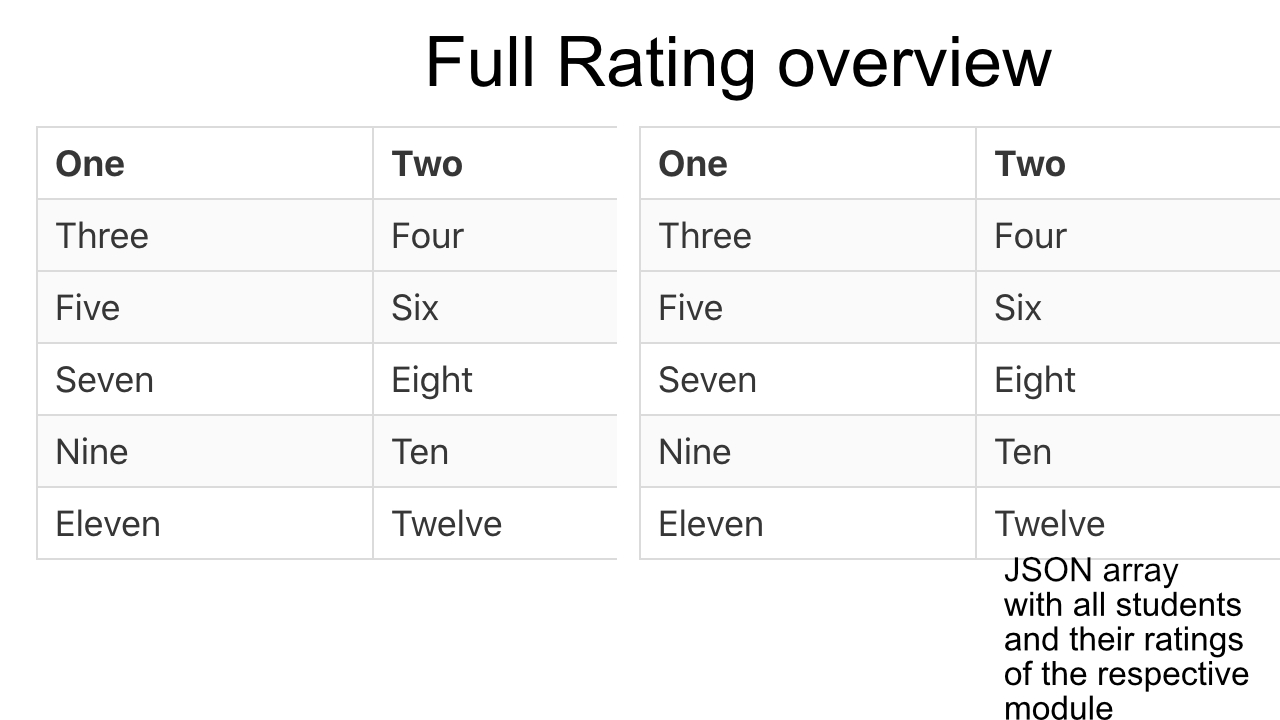 Full Rating overview
One Two One Two
Three Four Three Four
Five Six Five Six
Seven Eight Seven Eight
Nine Ten Nine Ten
Eleven Twelve Eleven Twelve
JSON array
with all students
and their ratings
of the respective
module